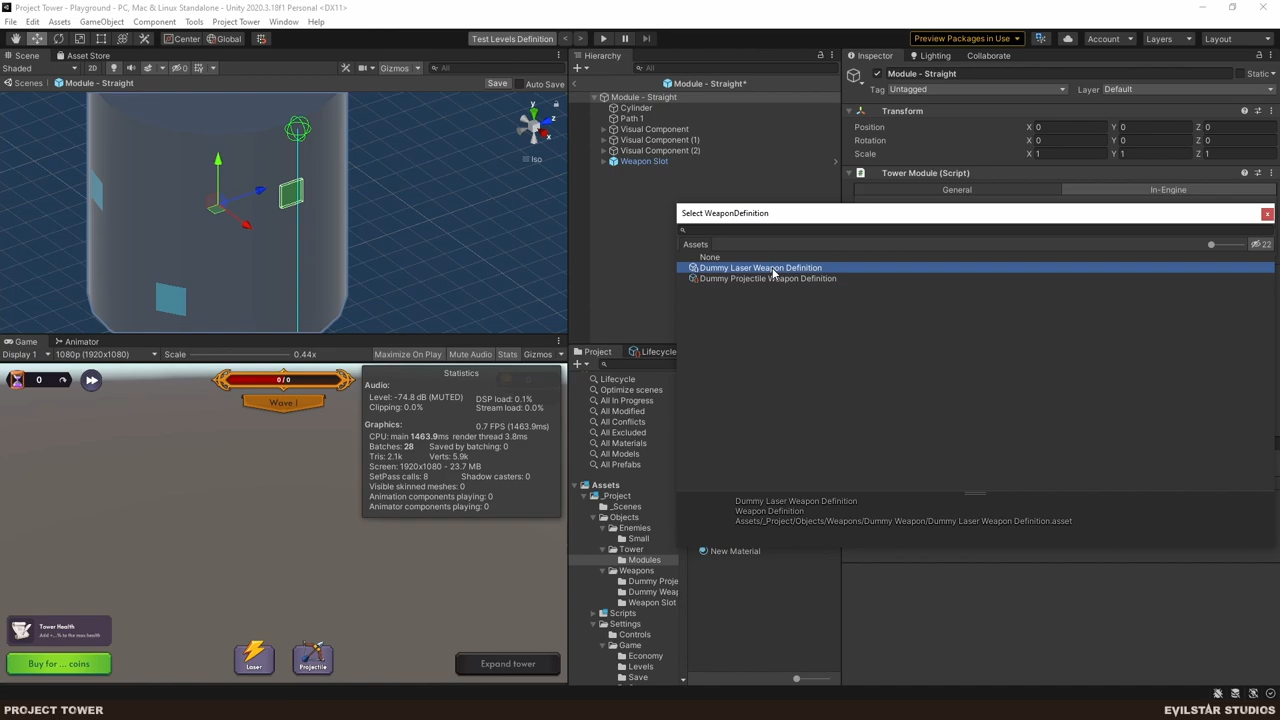 Project Tower - Playground - PC, Mac & Linux Standalone - Unity 2020.3.18f1 Personal <DX11>
File Edit Assets GameObject Component Tools Project Tower Window Help
Center Global
Test Levels Definition
Preview Packages in Use
Account
Layers
Layout
Scene Asset Store
Shaded 2D 0 Gizmos All
Scenes Module - Straight
Save Auto Save
y
z
x
Iso
Hierarchy
All
Module - Straight*
Module - Straight
Cylinder
Path 1
Visual Component
Visual Component (1)
Visual Component (2)
Weapon Slot
Inspector Lighting Collaborate
Module - Straight Static
Tag Untagged Layer Default
Transform
Position X 0 Y 0 Z 0
Rotation X 0 Y 0 Z 0
Scale X 1 Y 1 Z 1
Tower Module (Script)
General In-Engine
Select WeaponDefinition
x
Assets 22
None
Dummy Laser Weapon Definition
Dummy Projectile Weapon Definition
Dummy Laser Weapon Definition
Weapon Definition
Assets/_Project/Objects/Weapons/Dummy Weapon/Dummy Laser Weapon Definition.asset
New Material
Game Animator
Display 1 1080p (1920x1080) Scale 0.44x Maximize On Play Mute Audio Stats Gizmos
0
0 / 0
Wave 1
Statistics
Audio:
Level: -74.8 dB (MUTED) DSP load: 0.1%
Clipping: 0.0% Stream load: 0.0%
Graphics: 0.7 FPS (1463.9ms)
CPU: main 1463.9ms render thread 3.8ms
Batches: 28 Saved by batching: 0
Tris: 2.1k Verts: 5.9k
Screen: 1920x1080 - 23.7 MB
SetPass calls: 8 Shadow casters: 0
Visible skinned meshes: 0
Animation components playing: 0
Animator components playing: 0
Tower Health
Add +...% to the max health
Buy for ... coins
Laser
Projectile
Expand tower
Project Lifecycle
Lifecycle
Optimize scenes
All In Progress
All Modified
All Conflicts
All Excluded
All Materials
All Models
All Prefabs
Assets
_Project
_Scenes
Objects
Enemies
Small
Tower
Modules
Weapons
Dummy Proje
Dummy Weap
Weapon Slot
Scripts
Settings
Controls
Game
Economy
Levels
Save
PROJECT TOWER
EVILSTAR STUDIOS